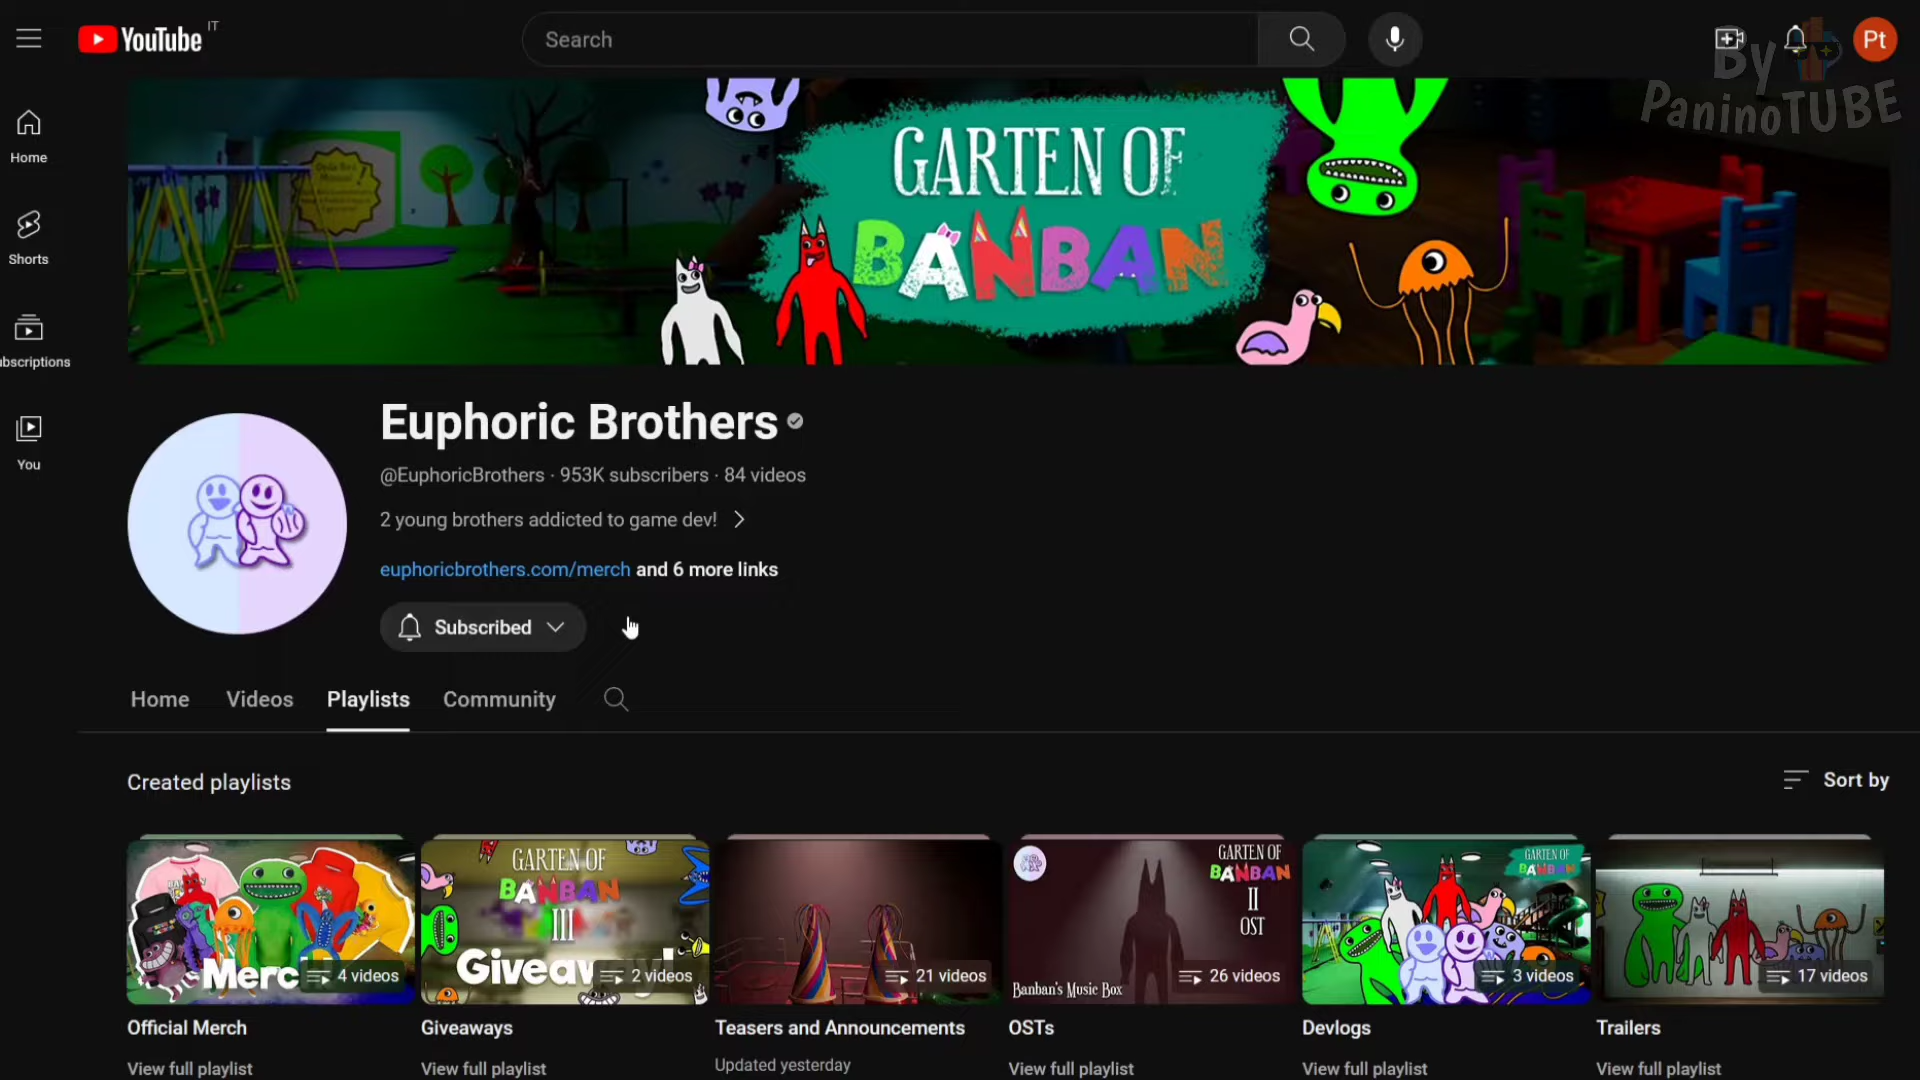 YouTube IT
Search
Pt
By
PaninoTUBE
Home
Shorts
ubscriptions
You
GARTEN OF
BANBAN
Euphoric Brothers
@EuphoricBrothers · 953K subscribers · 84 videos
2 young brothers addicted to game dev!
euphoricbrothers.com/merch and 6 more links
Subscribed
Home Videos Playlists Community
Created playlists
Sort by
Merc
4 videos
GARTEN OF
BANBAN
III
Giveaw
2 videos
21 videos
GARTEN OF
BANBAN
II
OST
Banban's Music Box
26 videos
GARTEN OF
BANBAN
3 videos
17 videos
Official Merch
View full playlist
Giveaways
View full playlist
Teasers and Announcements
Updated yesterday
OSTs
View full playlist
Devlogs
View full playlist
Trailers
View full playlist